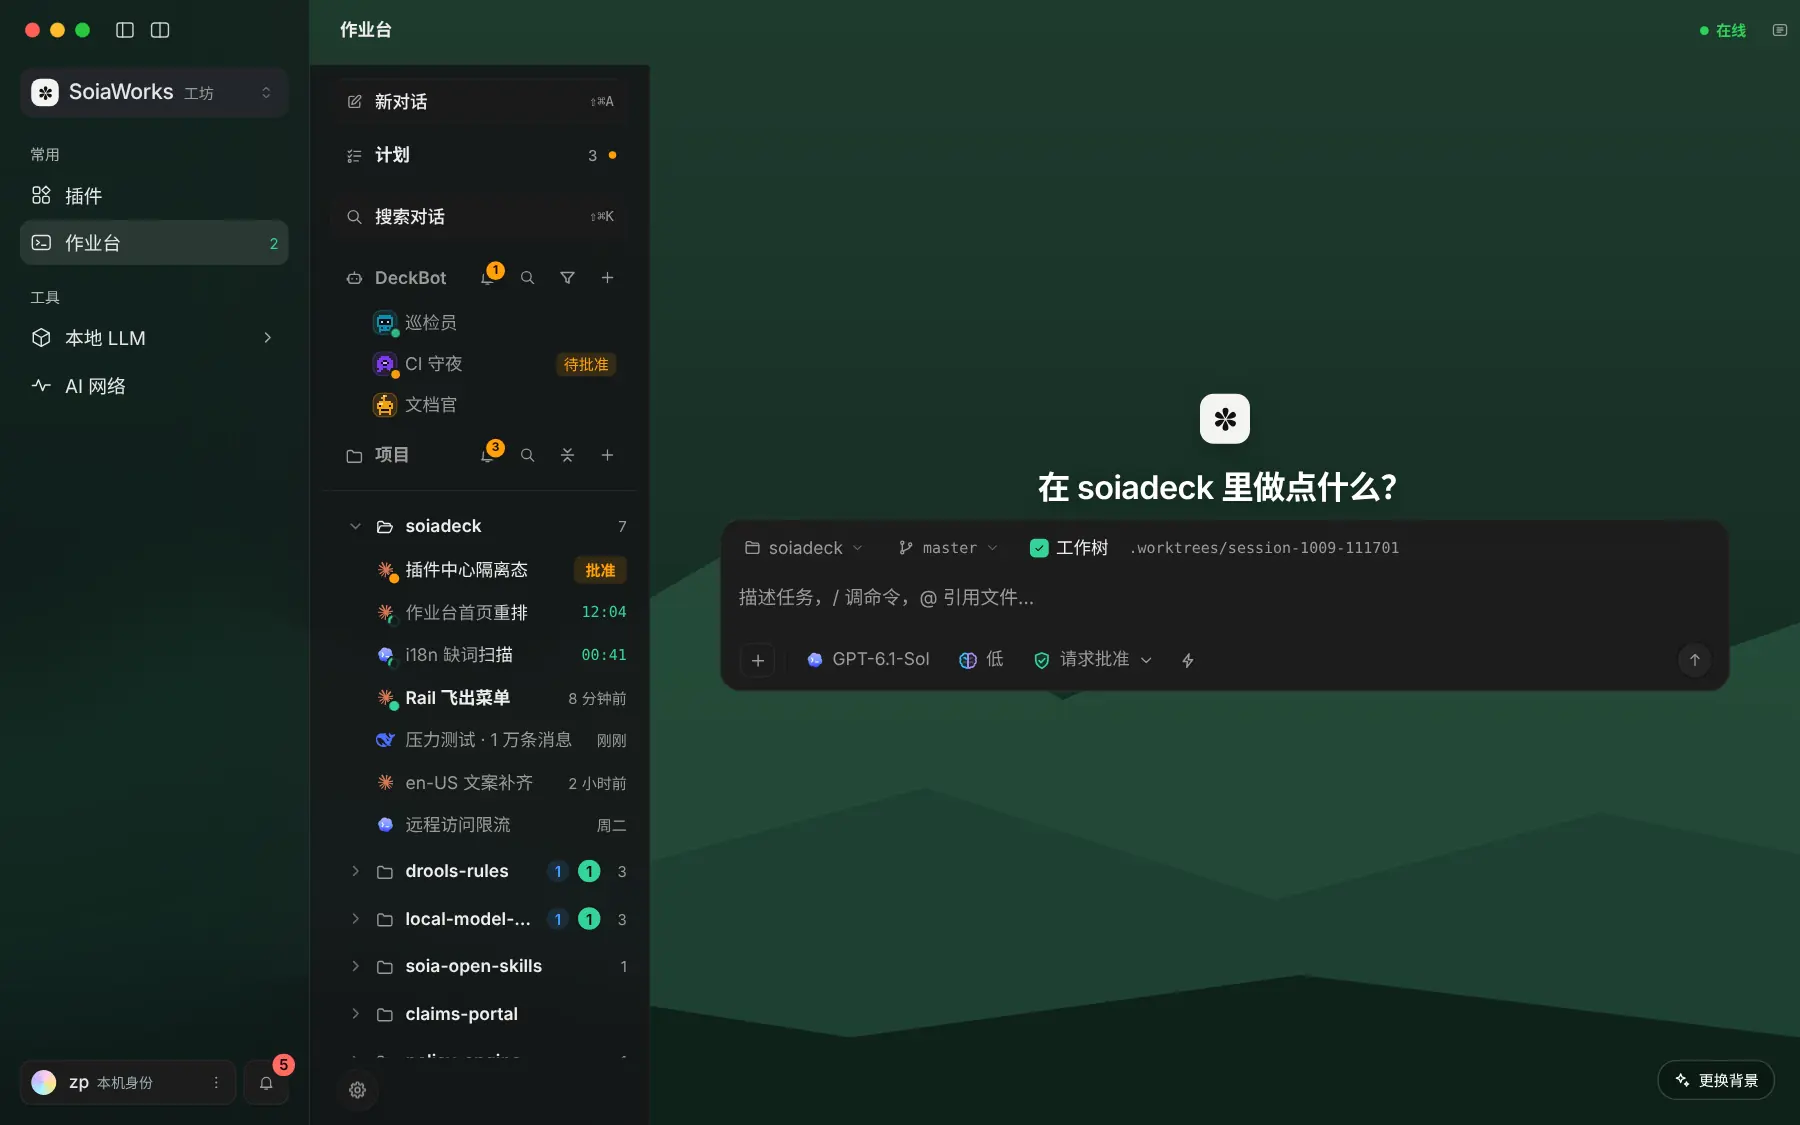 SoiaWorks 工坊
常用
插件
作业台 2
工具
本地 LLM
AI 网络
zp 本机身份
5
作业台
在线
新对话 ⇧⌘A
计划 3
搜索对话 ⇧⌘K
DeckBot 1
巡检员
CI 守夜 待批准
文档官
项目 3
soiadeck 7
插件中心隔离态 批准
作业台首页重排 12:04
i18n 缺词扫描 00:41
Rail 飞出菜单 8 分钟前
压力测试 · 1 万条消息 刚刚
en-US 文案补齐 2 小时前
远程访问限流 周二
drools-rules 1 1 3
local-model-... 1 1 3
soia-open-skills 1
claims-portal
在 soiadeck 里做点什么?
soiadeck master 工作树 .worktrees/session-1009-111701
描述任务，/ 调命令，@ 引用文件...
GPT-6.1-Sol 低 请求批准
更换背景